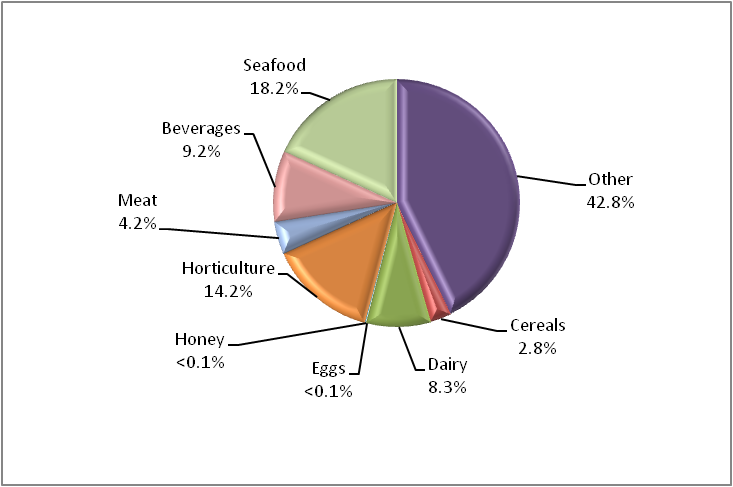 Seafood
18.2%
Beverages
9.2%
Meat
4.2%
Horticulture
14.2%
Honey
<0.1%
Eggs
<0.1%
Dairy
8.3%
Cereals
2.8%
Other
42.8%